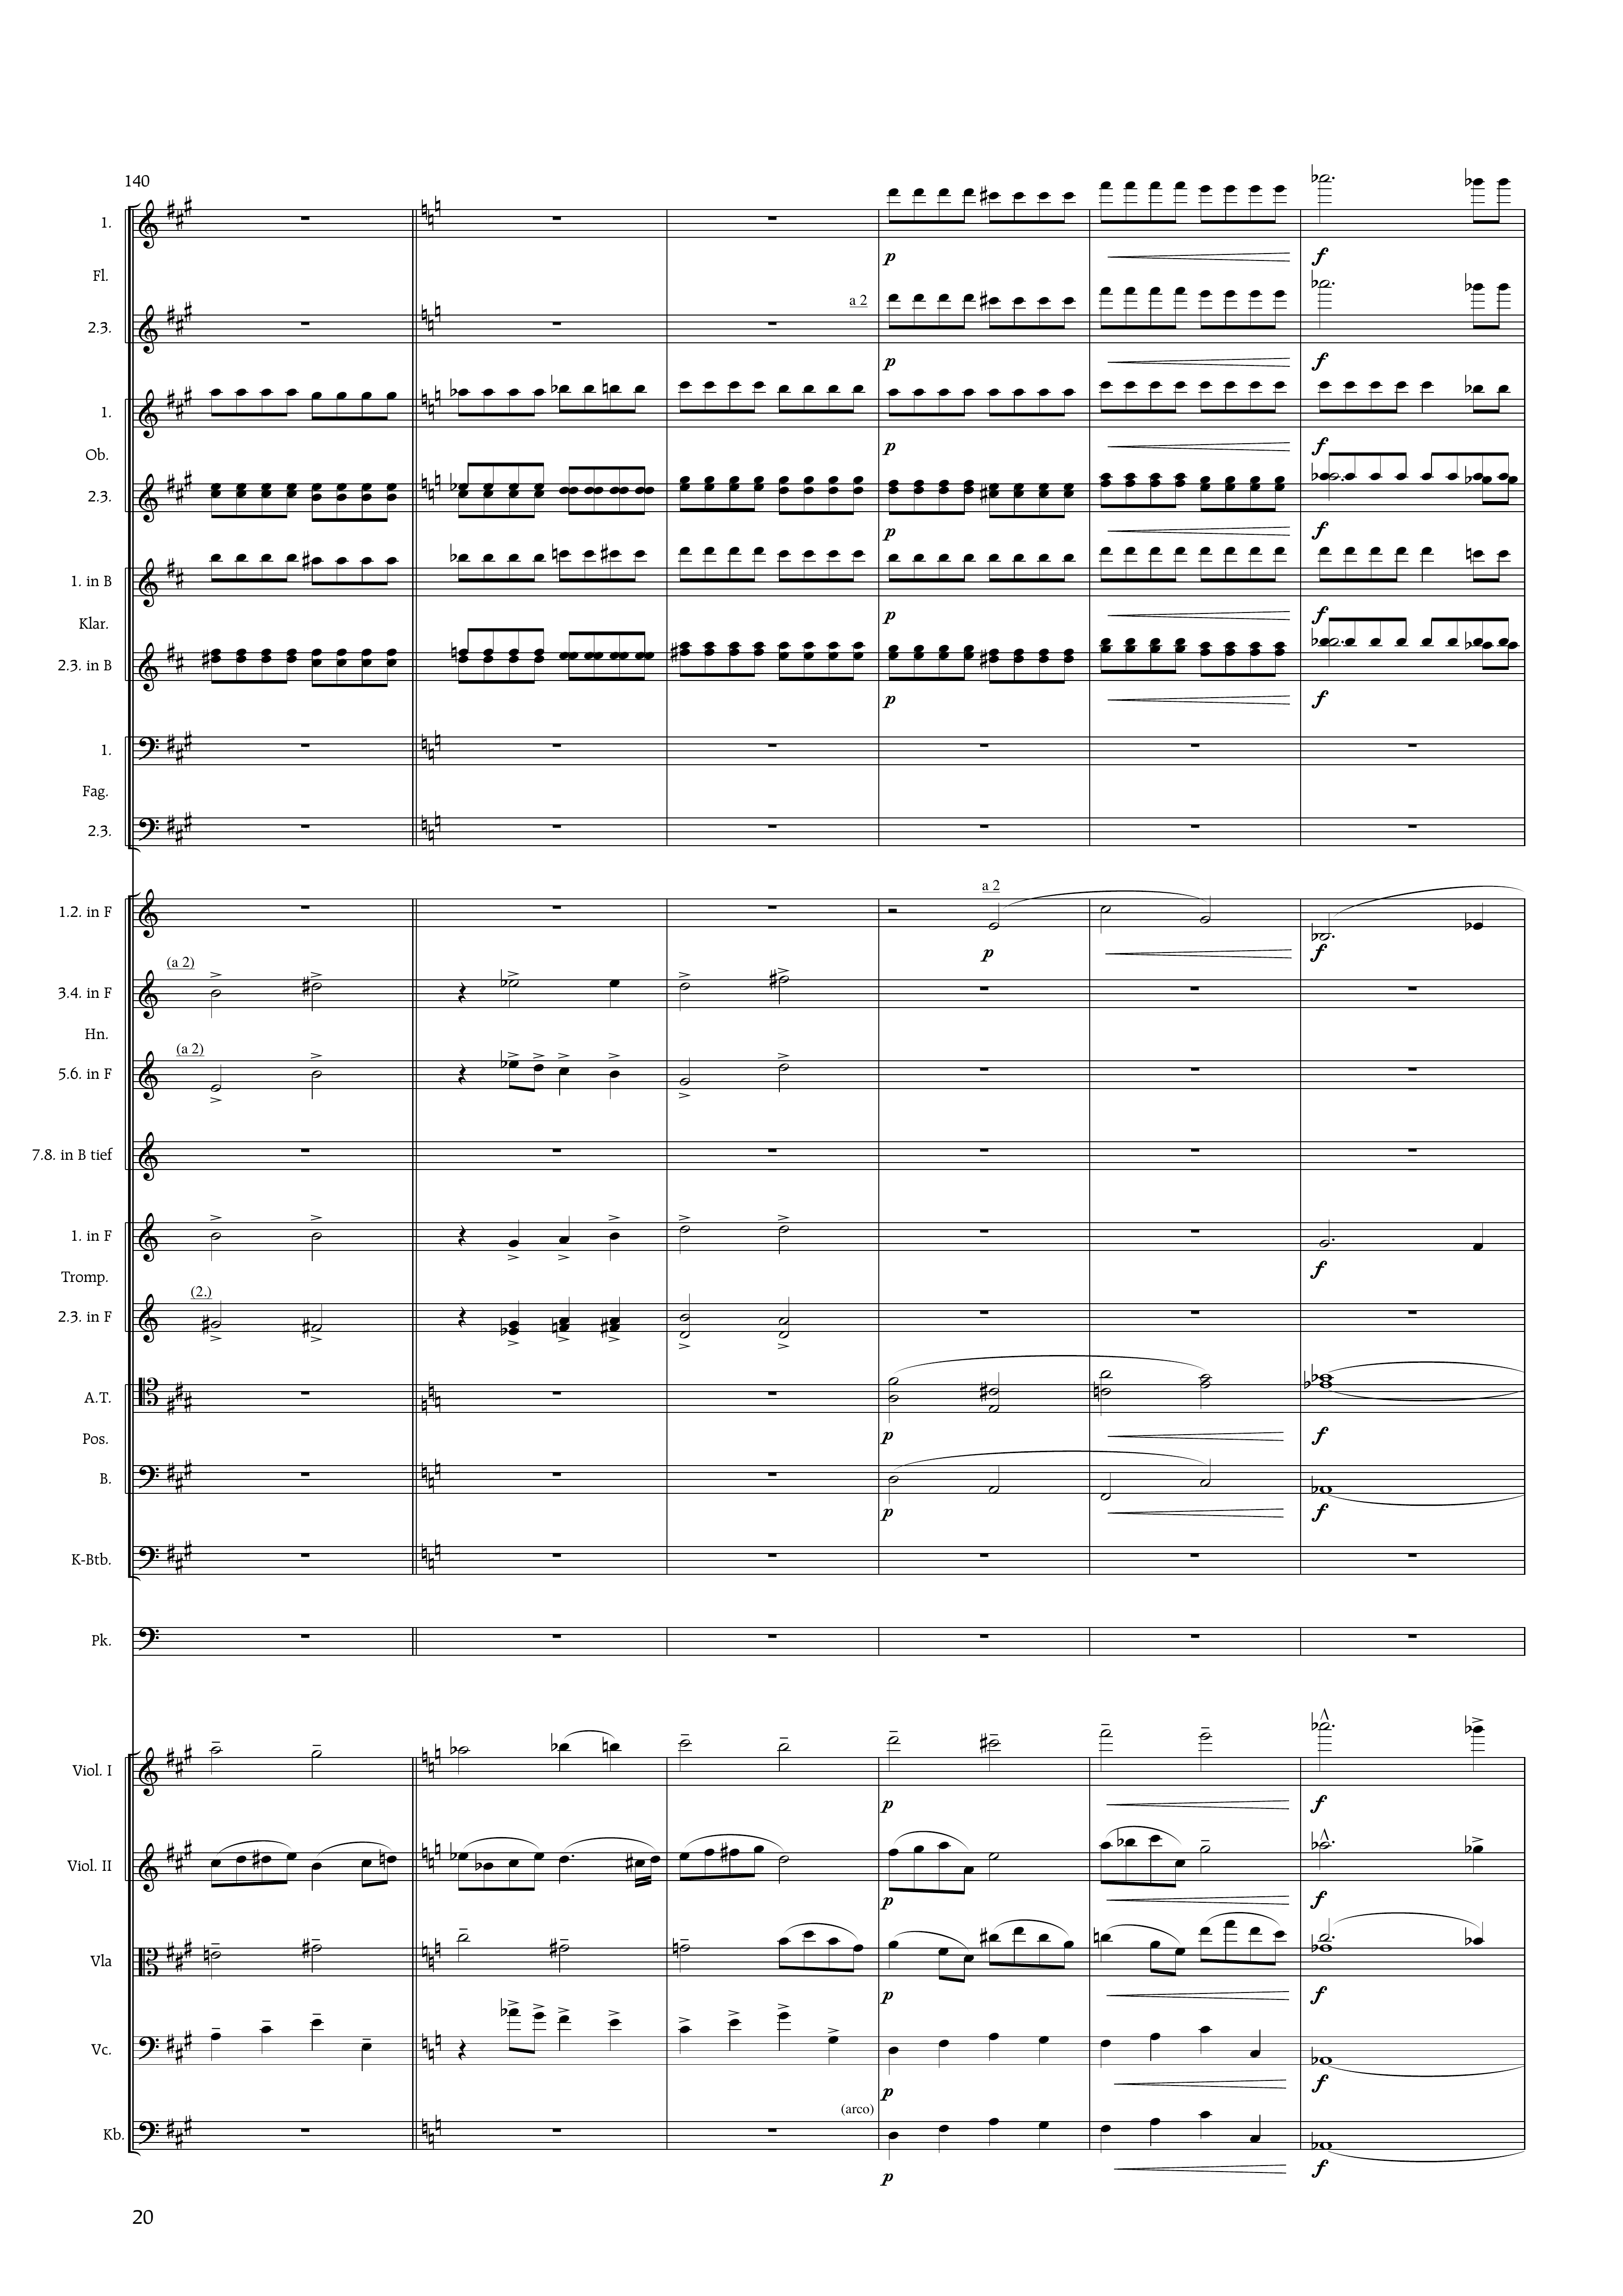 140
1.
p
f
Fl.
a 2
2.3.
p
f
1.
p
f
Ob.
2.3.
p
f
1. in B
p
f
Klar.
2.3. in B
p
f
1.
Fag.
2.3.
a 2
1.2. in F
p
f
(a 2)
3.4. in F
Hn.
(a 2)
5.6. in F
7.8. in B tief
1. in F
f
Tromp.
(2.)
2.3. in F
A.T.
p
f
Pos.
B.
p
f
K-Btb.
Pk.
Viol. I
p
f
Viol. II
p
f
Vla
p
f
Vc.
p
f
(arco)
Kb.
p
f
20